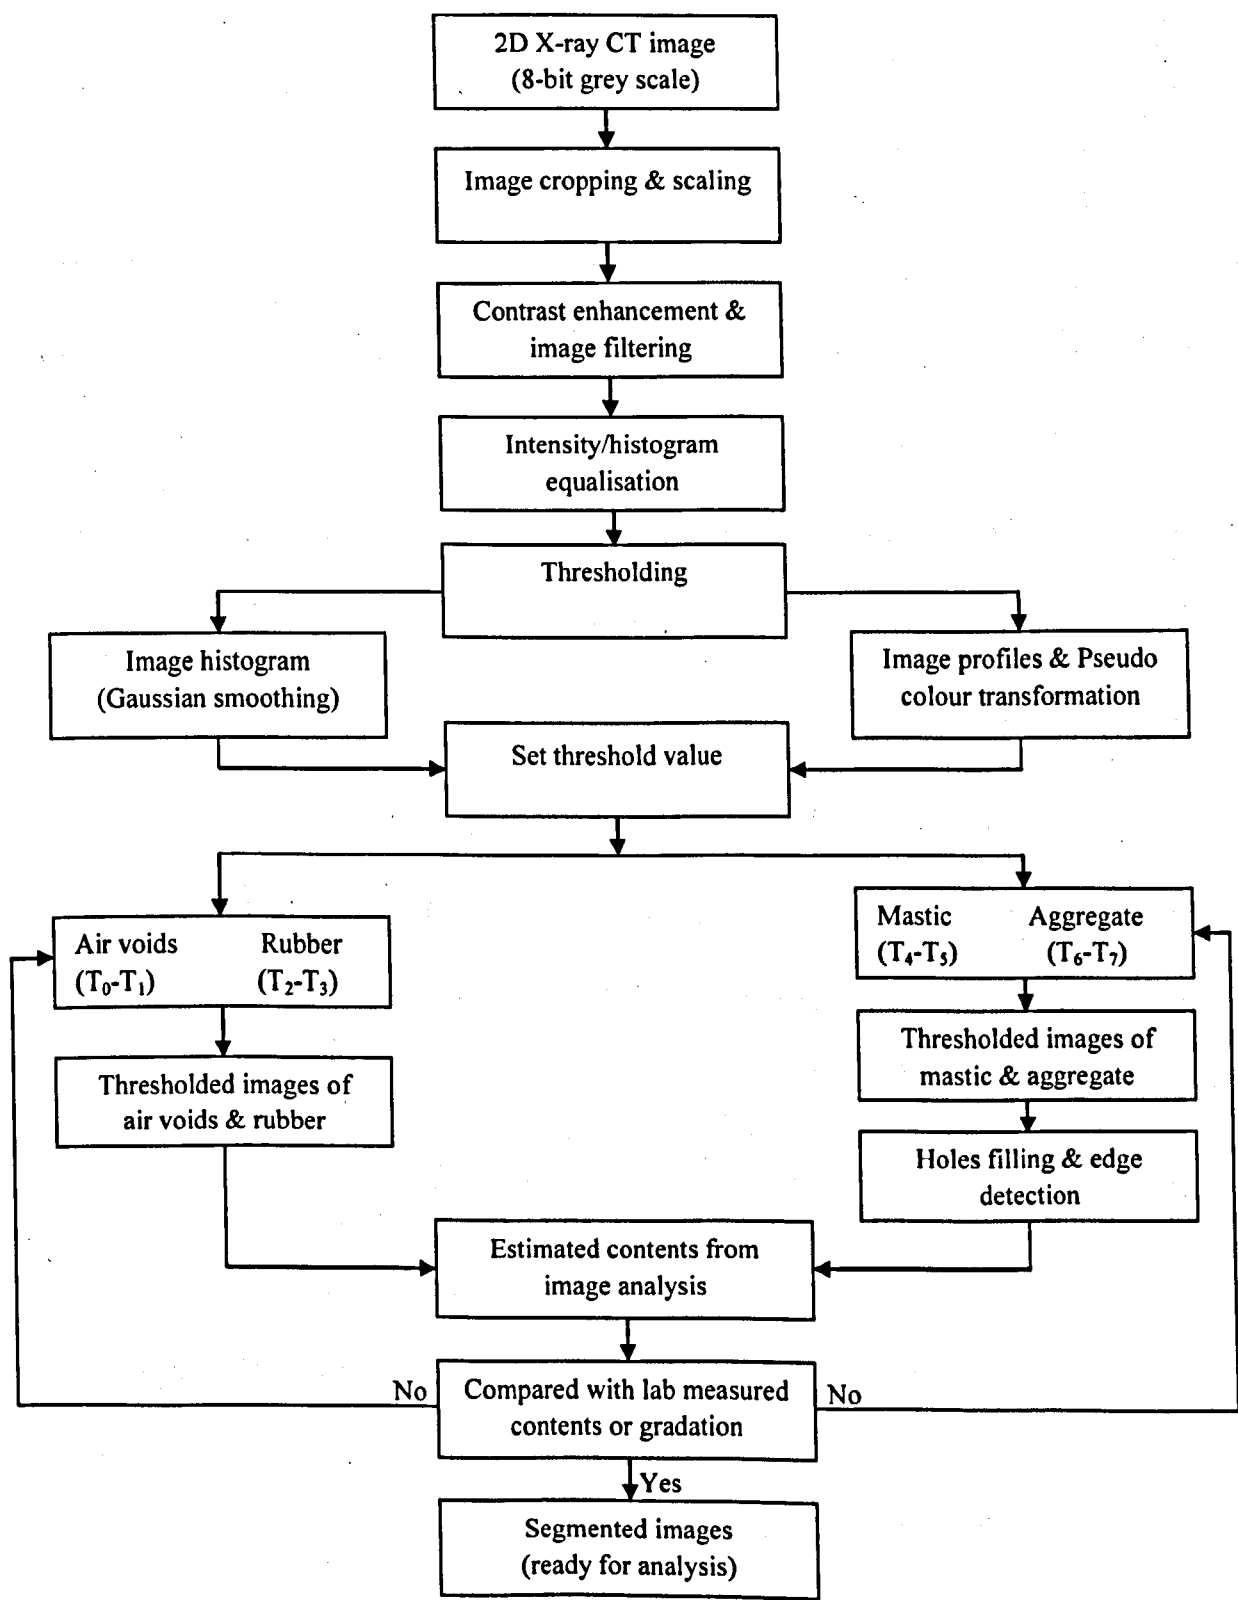 2D X-ray CT image
(8-bit grey scale)
Image cropping & scaling
Contrast enhancement &
image filtering
Intensity/histogram
equalisation
Thresholding
Image histogram
(Gaussian smoothing)
Image profiles & Pseudo
colour transformation
Set threshold value
Air voids Rubber
(T₀-T₁) (T₂-T₃)
Mastic Aggregate
(T₄-T₅) (T₆-T₇)
Thresholded images of
air voids & rubber
Thresholded images of
mastic & aggregate
Holes filling & edge
detection
Estimated contents from
image analysis
No
Compared with lab measured
contents or gradation
No
Yes
Segmented images
(ready for analysis)